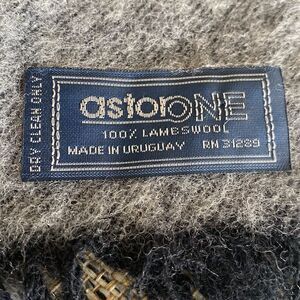 DRY CLEAN ONLY
astorONE
100% LAMBSWOOL
MADE IN URUGUAY RN 31289